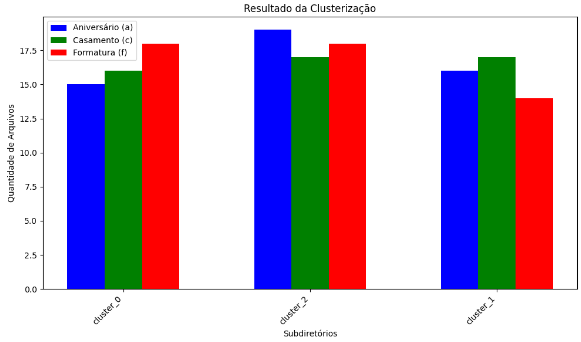 Resultado da Clusterização
Aniversário (a)
Casamento (c)
Formatura (f)
Quantidade de Arquivos
17.5
15.0
12.5
10.0
7.5
5.0
2.5
0.0
cluster_0
cluster_2
cluster_1
Subdiretórios